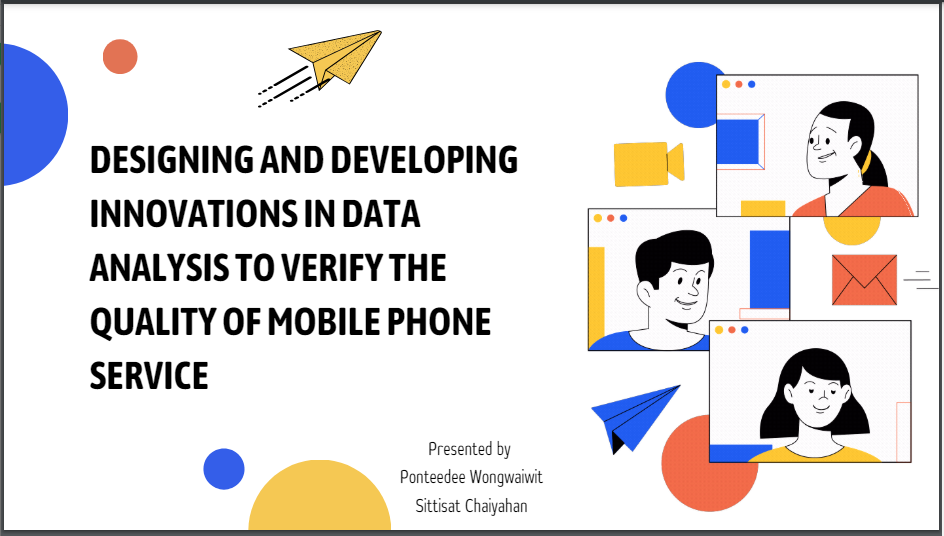 DESIGNING AND DEVELOPING
INNOVATIONS IN DATA
ANALYSIS TO VERIFY THE
QUALITY OF MOBILE PHONE
SERVICE
Presented by
Ponteedee Wongwaiwit
Sittisat Chaiyahan